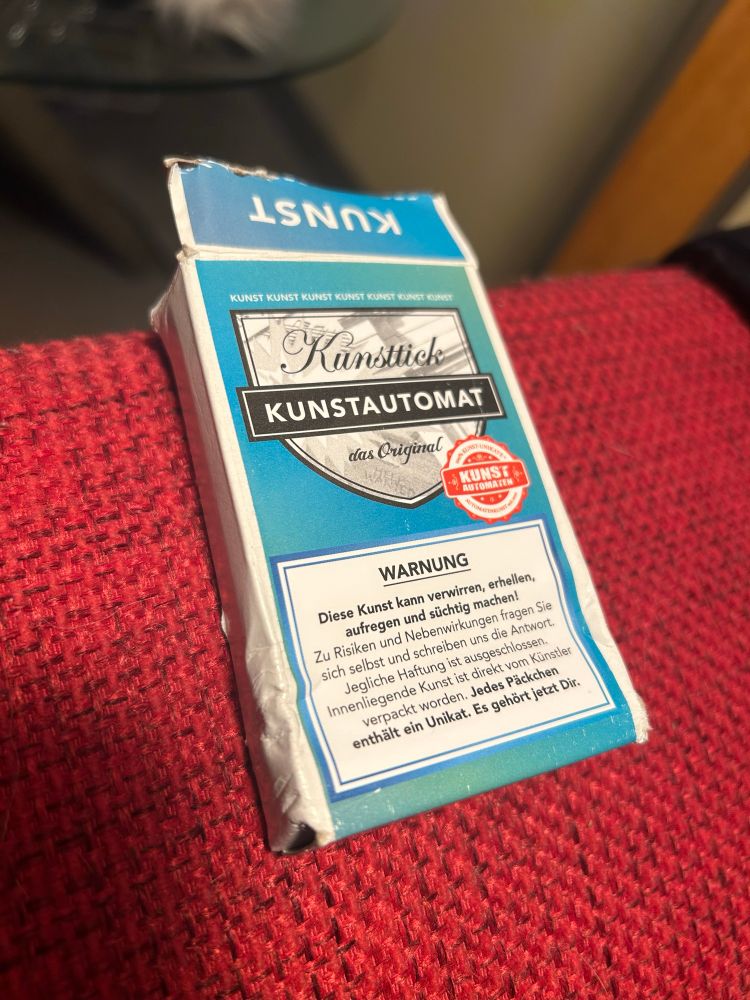 KUNST
KUNST KUNST KUNST KUNST KUNST KUNST KUNST
Kunsttick
KUNSTAUTOMAT
das Original
KUNST
AUTOMATEN
WARNUNG
Diese Kunst kann verwirren, erhellen,
aufregen und süchtig machen!
Zu Risiken und Nebenwirkungen fragen Sie
sich selbst und schreiben uns die Antwort.
Jegliche Haftung ist ausgeschlossen.
Innenliegende Kunst ist direkt vom Künstler
verpackt worden. Jedes Päckchen
enthält ein Unikat. Es gehört jetzt Dir.